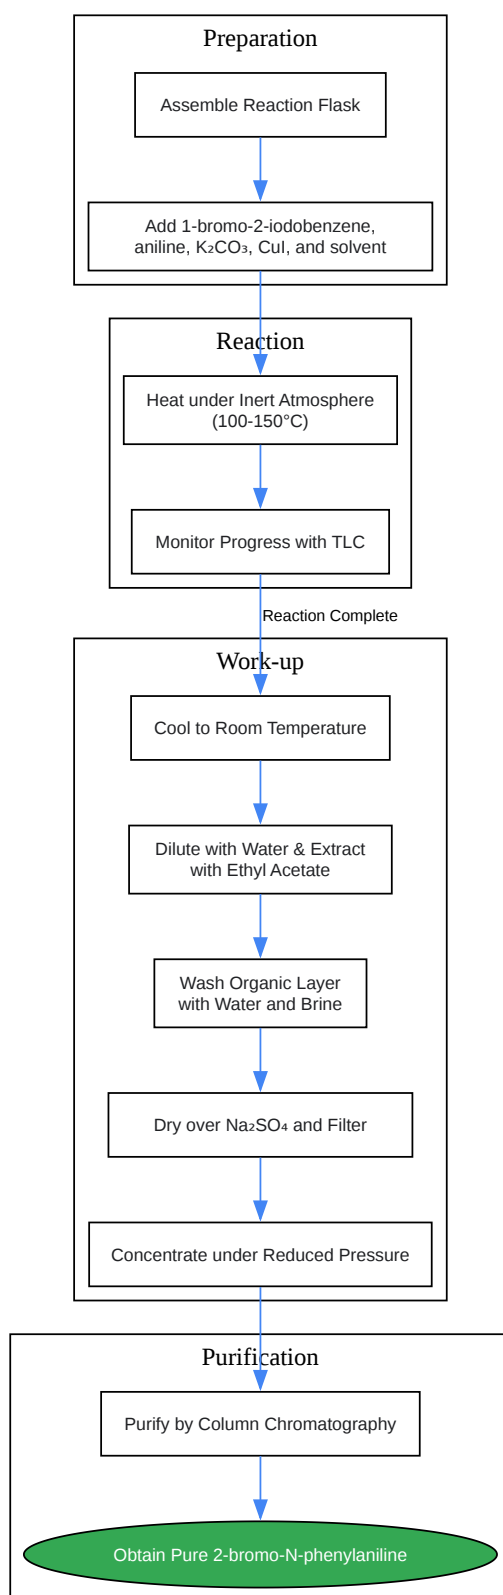 Preparation
Assemble Reaction Flask
Add 1-bromo-2-iodobenzene,
aniline, K₂CO₃, CuI, and solvent
Reaction
Heat under Inert Atmosphere
(100-150°C)
Monitor Progress with TLC
Reaction Complete
Work-up
Cool to Room Temperature
Dilute with Water & Extract
with Ethyl Acetate
Wash Organic Layer
with Water and Brine
Dry over Na₂SO₄ and Filter
Concentrate under Reduced Pressure
Purification
Purify by Column Chromatography
Obtain Pure 2-bromo-N-phenylaniline